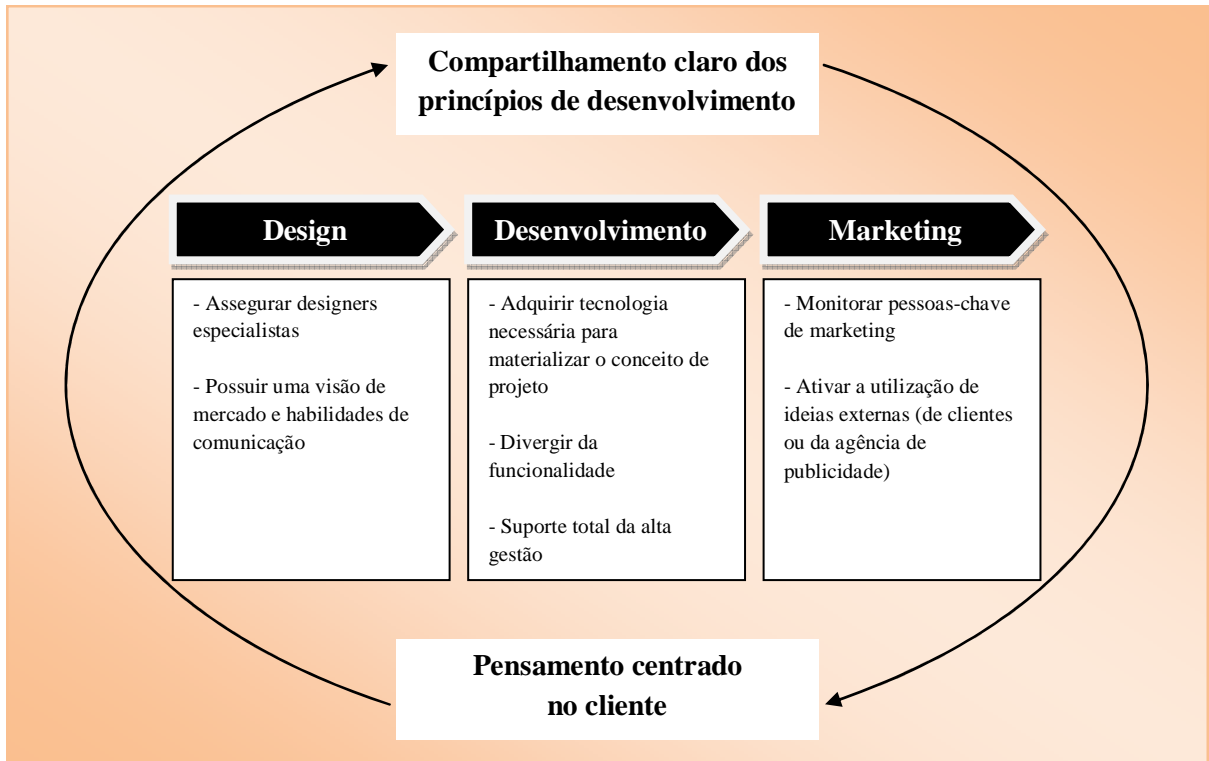 Compartilhamento claro dos
princípios de desenvolvimento
Design
- Assegurar designers
especialistas
- Possuir uma visão de
mercado e habilidades de
comunicação
Desenvolvimento
- Adquirir tecnologia
necessária para
materializar o conceito de
projeto
- Divergir da
funcionalidade
- Suporte total da alta
gestão
Marketing
- Monitorar pessoas-chave
de marketing
- Ativar a utilização de
ideias externas (de clientes
ou da agência de
publicidade)
Pensamento centrado
no cliente